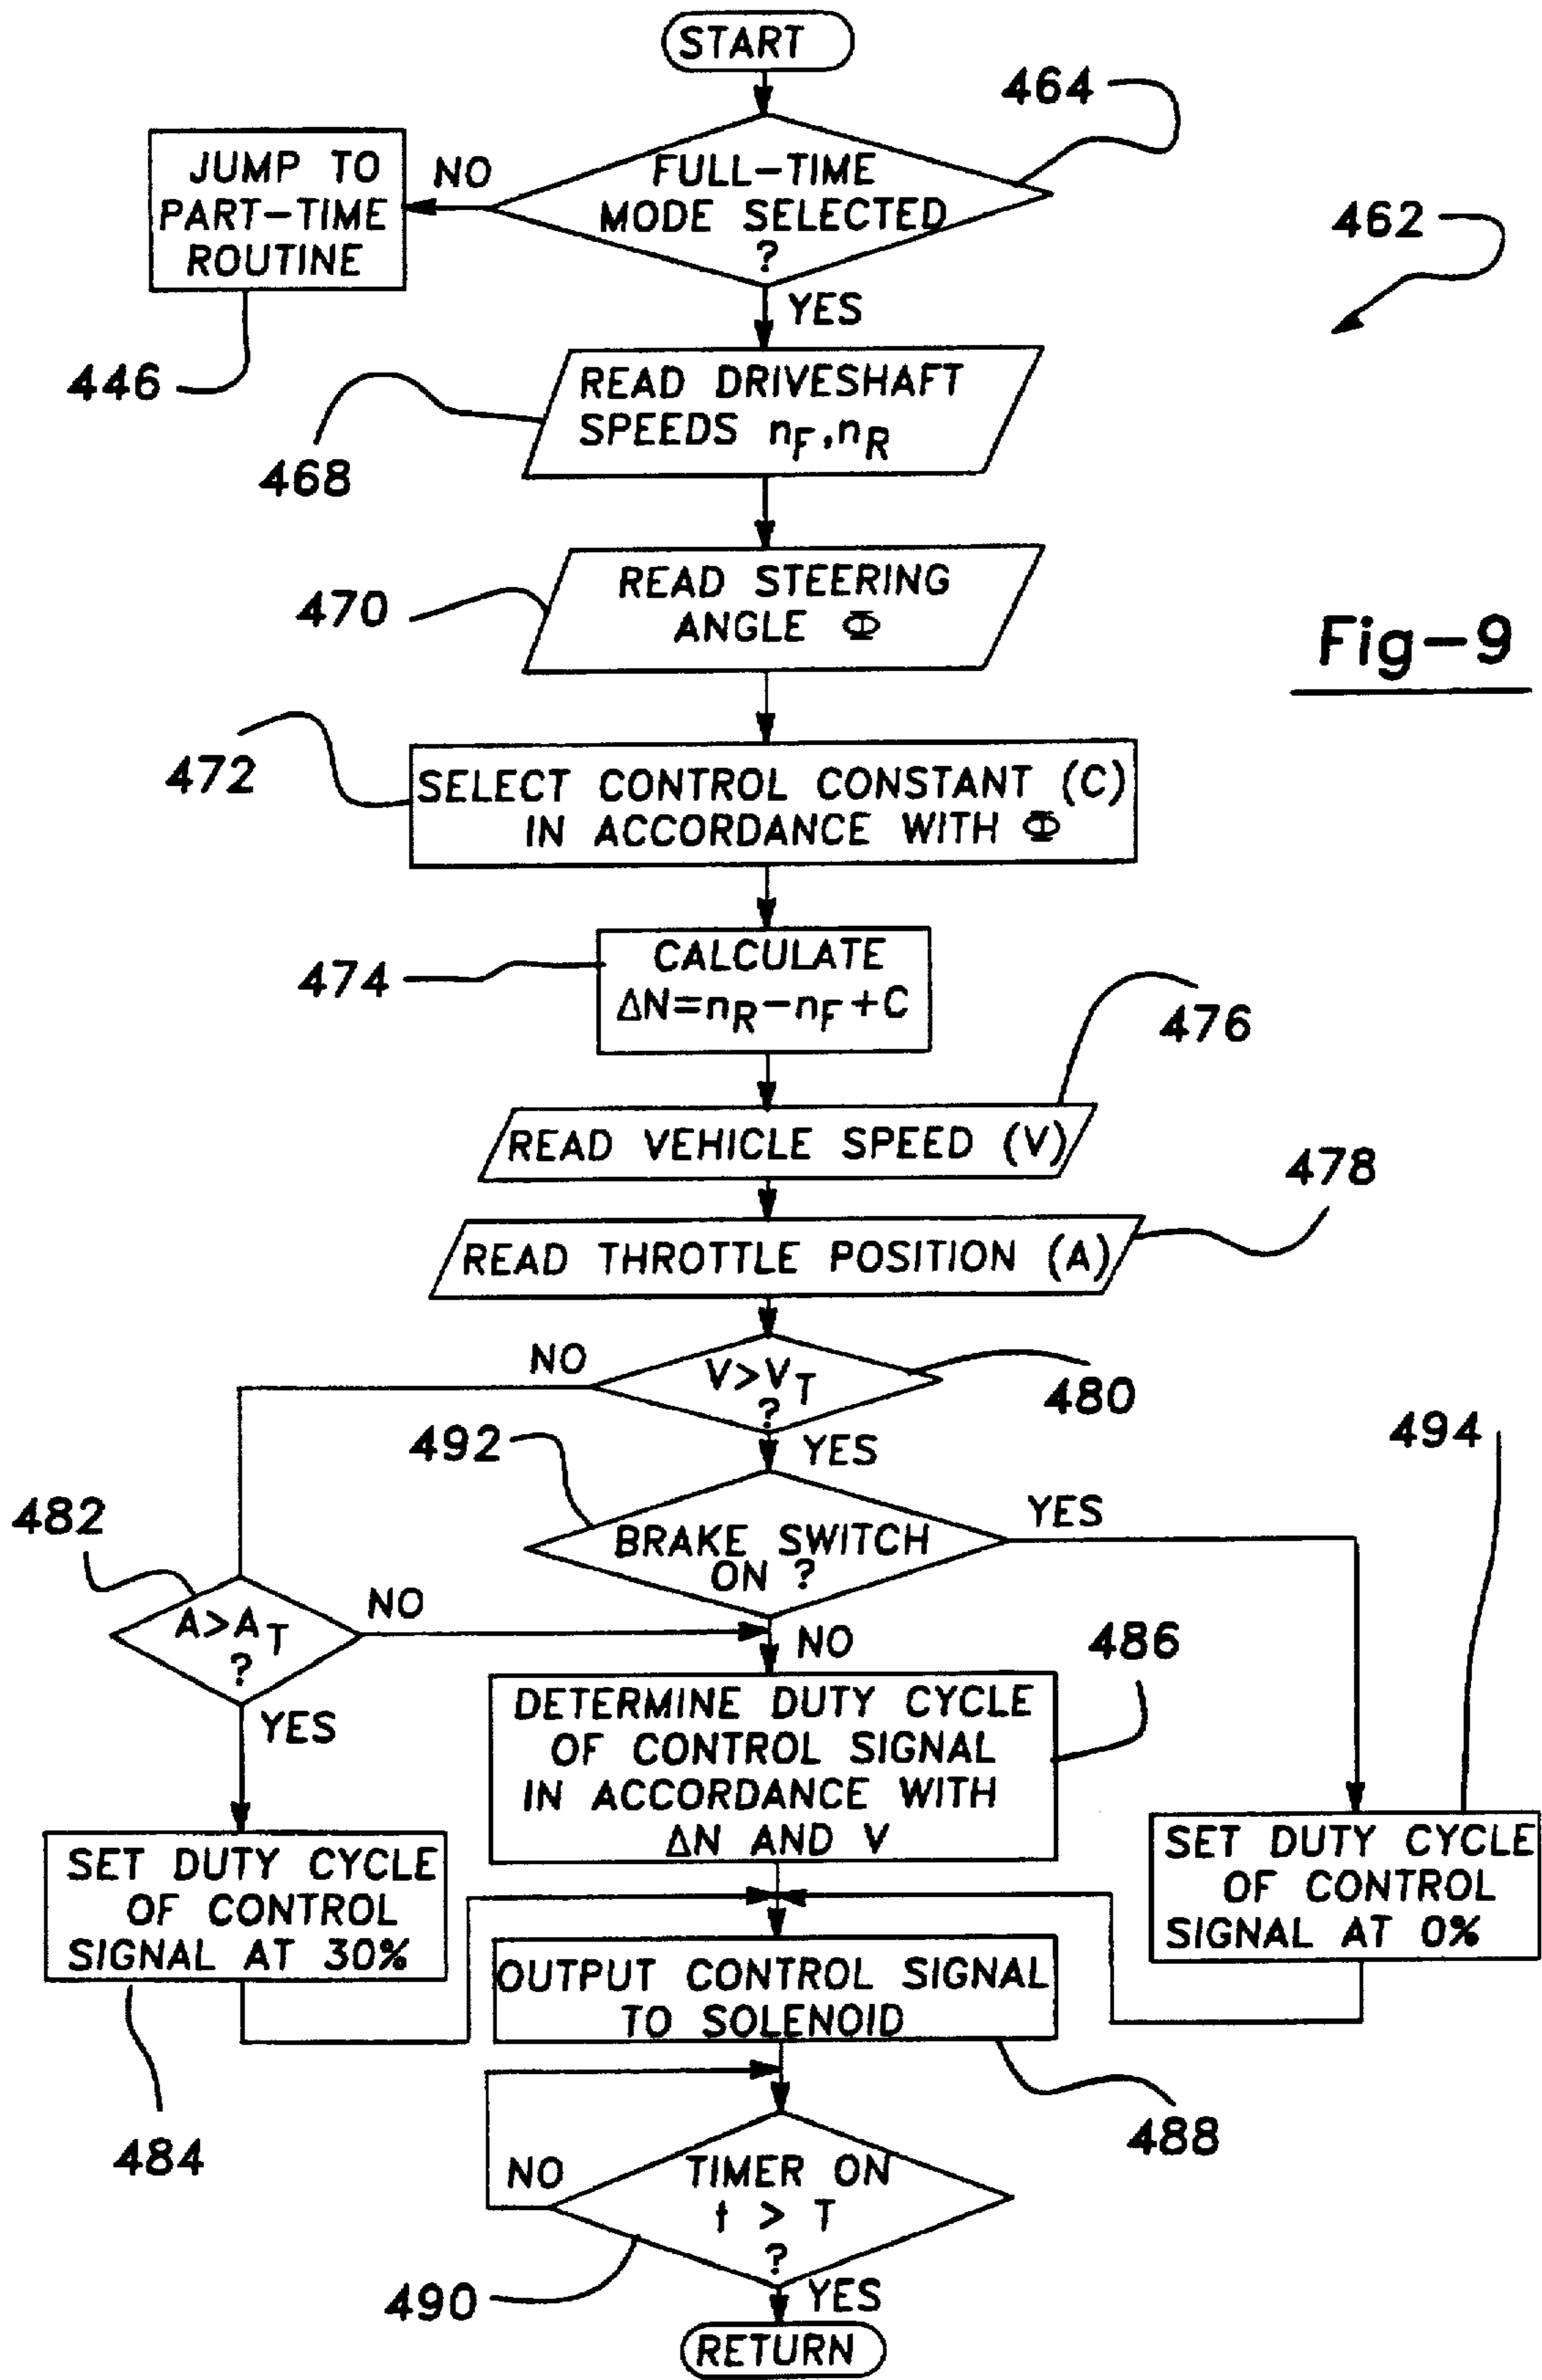 START
464
FULL-TIME
MODE SELECTED
?
NO
JUMP TO
PART-TIME
ROUTINE
446
462
YES
READ DRIVESHAFT
SPEEDS nF,nR
468
READ STEERING
ANGLE Φ
470
Fig-9
472
SELECT CONTROL CONSTANT (C)
IN ACCORDANCE WITH Φ
474
CALCULATE
ΔN=nR-nF+C
476
READ VEHICLE SPEED (V)
478
READ THROTTLE POSITION (A)
NO
V>VT
?
480
YES
492
494
482
BRAKE SWITCH
ON ?
YES
A>AT
?
NO
NO
486
YES
DETERMINE DUTY CYCLE
OF CONTROL SIGNAL
IN ACCORDANCE WITH
ΔN AND V
SET DUTY CYCLE
OF CONTROL
SIGNAL AT 30%
SET DUTY CYCLE
OF CONTROL
SIGNAL AT 0%
OUTPUT CONTROL SIGNAL
TO SOLENOID
484
488
NO
TIMER ON
t > T
?
490
YES
RETURN